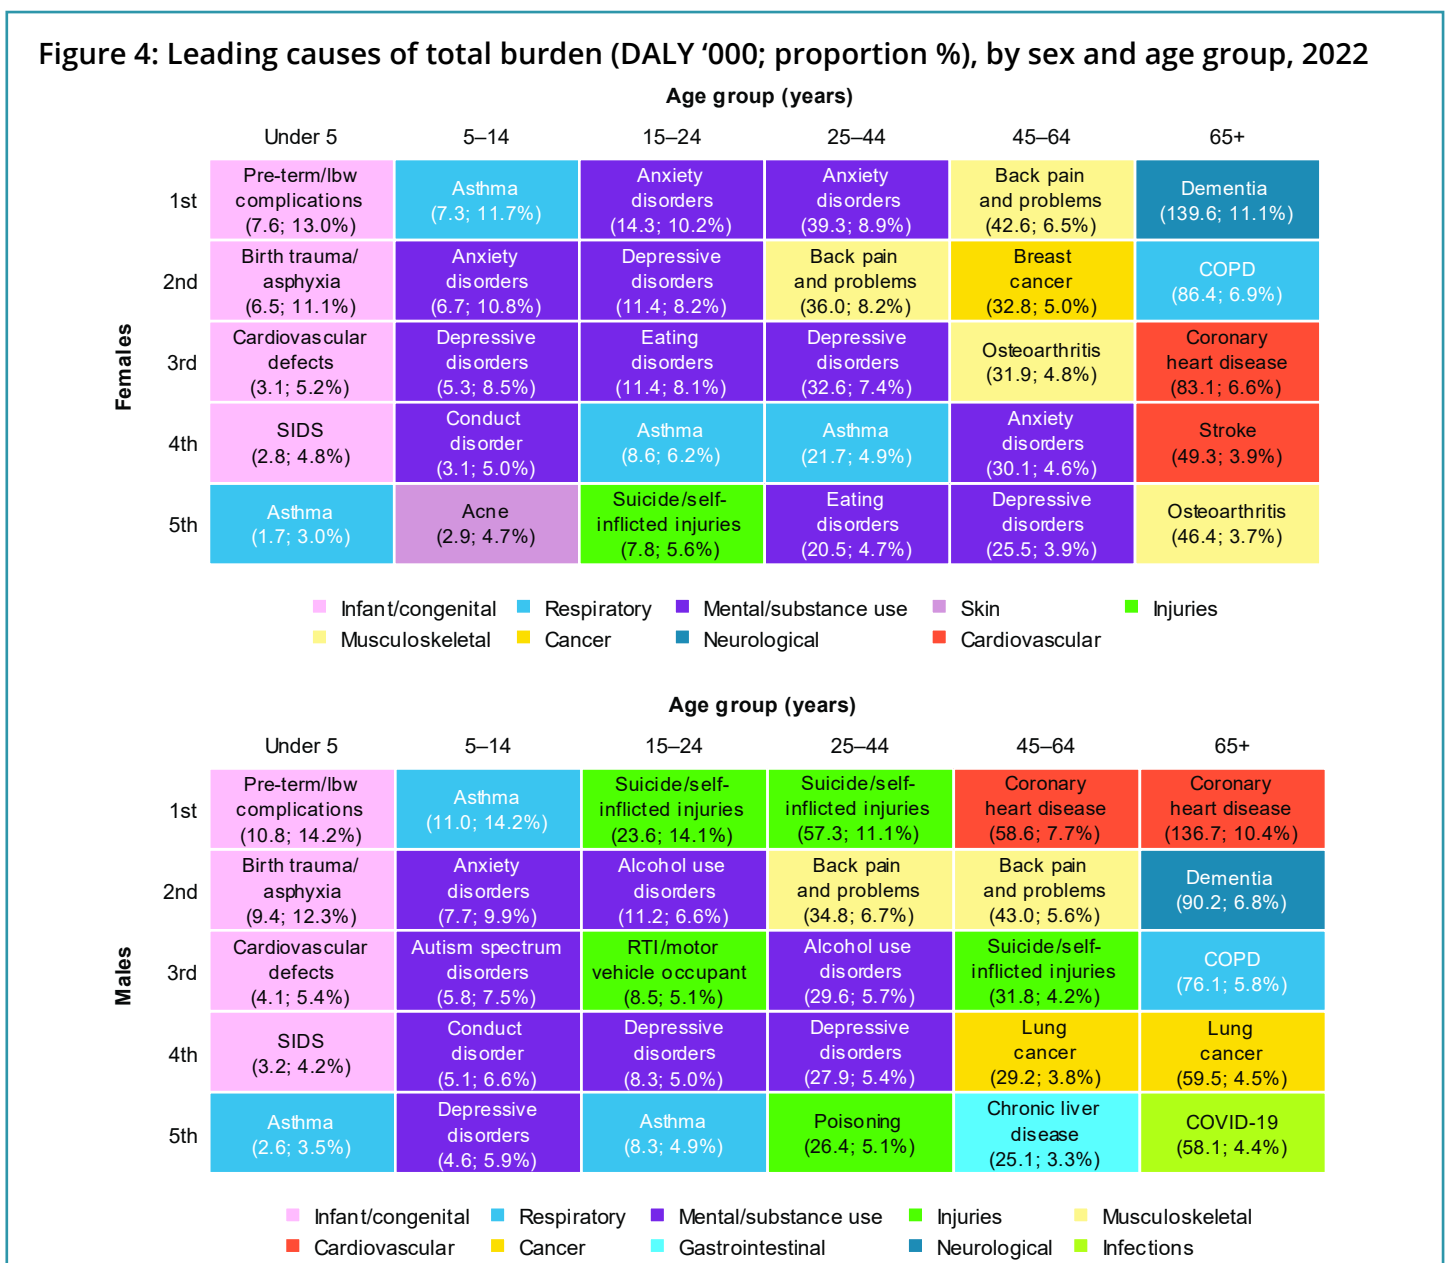 Figure 4: Leading causes of total burden (DALY ‘000; proportion %), by sex and age group, 2022
Age group (years)
Under 5 5–14 15–24 25–44 45–64 65+
Females
1st
Pre-term/lbw
complications
(7.6; 13.0%)
Asthma
(7.3; 11.7%)
Anxiety
disorders
(14.3; 10.2%)
Anxiety
disorders
(39.3; 8.9%)
Back pain
and problems
(42.6; 6.5%)
Dementia
(139.6; 11.1%)
2nd
Birth trauma/
asphyxia
(6.5; 11.1%)
Anxiety
disorders
(6.7; 10.8%)
Depressive
disorders
(11.4; 8.2%)
Back pain
and problems
(36.0; 8.2%)
Breast
cancer
(32.8; 5.0%)
COPD
(86.4; 6.9%)
3rd
Cardiovascular
defects
(3.1; 5.2%)
Depressive
disorders
(5.3; 8.5%)
Eating
disorders
(11.4; 8.1%)
Depressive
disorders
(32.6; 7.4%)
Osteoarthritis
(31.9; 4.8%)
Coronary
heart disease
(83.1; 6.6%)
4th
SIDS
(2.8; 4.8%)
Conduct
disorder
(3.1; 5.0%)
Asthma
(8.6; 6.2%)
Asthma
(21.7; 4.9%)
Anxiety
disorders
(30.1; 4.6%)
Stroke
(49.3; 3.9%)
5th
Asthma
(1.7; 3.0%)
Acne
(2.9; 4.7%)
Suicide/self-
inflicted injuries
(7.8; 5.6%)
Eating
disorders
(20.5; 4.7%)
Depressive
disorders
(25.5; 3.9%)
Osteoarthritis
(46.4; 3.7%)
Infant/congenital Respiratory Mental/substance use Skin Injuries
Musculoskeletal Cancer Neurological Cardiovascular
Age group (years)
Under 5 5–14 15–24 25–44 45–64 65+
Males
1st
Pre-term/lbw
complications
(10.8; 14.2%)
Asthma
(11.0; 14.2%)
Suicide/self-
inflicted injuries
(23.6; 14.1%)
Suicide/self-
inflicted injuries
(57.3; 11.1%)
Coronary
heart disease
(58.6; 7.7%)
Coronary
heart disease
(136.7; 10.4%)
2nd
Birth trauma/
asphyxia
(9.4; 12.3%)
Anxiety
disorders
(7.7; 9.9%)
Alcohol use
disorders
(11.2; 6.6%)
Back pain
and problems
(34.8; 6.7%)
Back pain
and problems
(43.0; 5.6%)
Dementia
(90.2; 6.8%)
3rd
Cardiovascular
defects
(4.1; 5.4%)
Autism spectrum
disorders
(5.8; 7.5%)
RTI/motor
vehicle occupant
(8.5; 5.1%)
Alcohol use
disorders
(29.6; 5.7%)
Suicide/self-
inflicted injuries
(31.8; 4.2%)
COPD
(76.1; 5.8%)
4th
SIDS
(3.2; 4.2%)
Conduct
disorder
(5.1; 6.6%)
Depressive
disorders
(8.3; 5.0%)
Depressive
disorders
(27.9; 5.4%)
Lung
cancer
(29.2; 3.8%)
Lung
cancer
(59.5; 4.5%)
5th
Asthma
(2.6; 3.5%)
Depressive
disorders
(4.6; 5.9%)
Asthma
(8.3; 4.9%)
Poisoning
(26.4; 5.1%)
Chronic liver
disease
(25.1; 3.3%)
COVID-19
(58.1; 4.4%)
Infant/congenital Respiratory Mental/substance use Injuries Musculoskeletal
Cardiovascular Cancer Gastrointestinal Neurological Infections